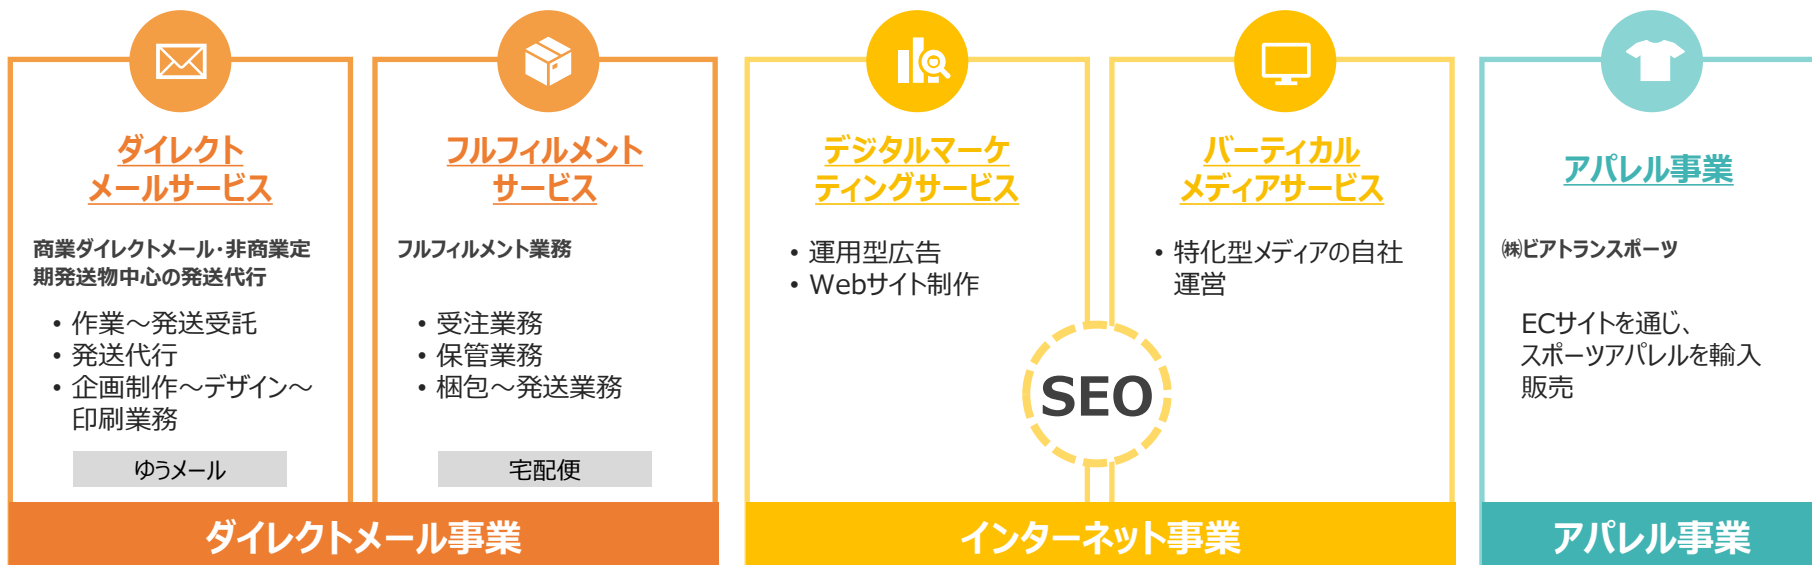 ダイレクト
メールサービス
商業ダイレクトメール・非商業定
期発送物中心の発送代行
• 作業～発送受託
• 発送代行
• 企画制作～デザイン～
印刷業務
ゆうメール
フルフィルメント
サービス
フルフィルメント業務
• 受注業務
• 保管業務
• 梱包～発送業務
宅配便
ダイレクトメール事業
デジタルマーケ
ティングサービス
• 運用型広告
• Webサイト制作
バーティカル
メディアサービス
• 特化型メディアの自社
運営
SEO
インターネット事業
アパレル事業
㈱ビアトランスポーツ
ECサイトを通じ、
スポーツアパレルを輸入
販売
アパレル事業